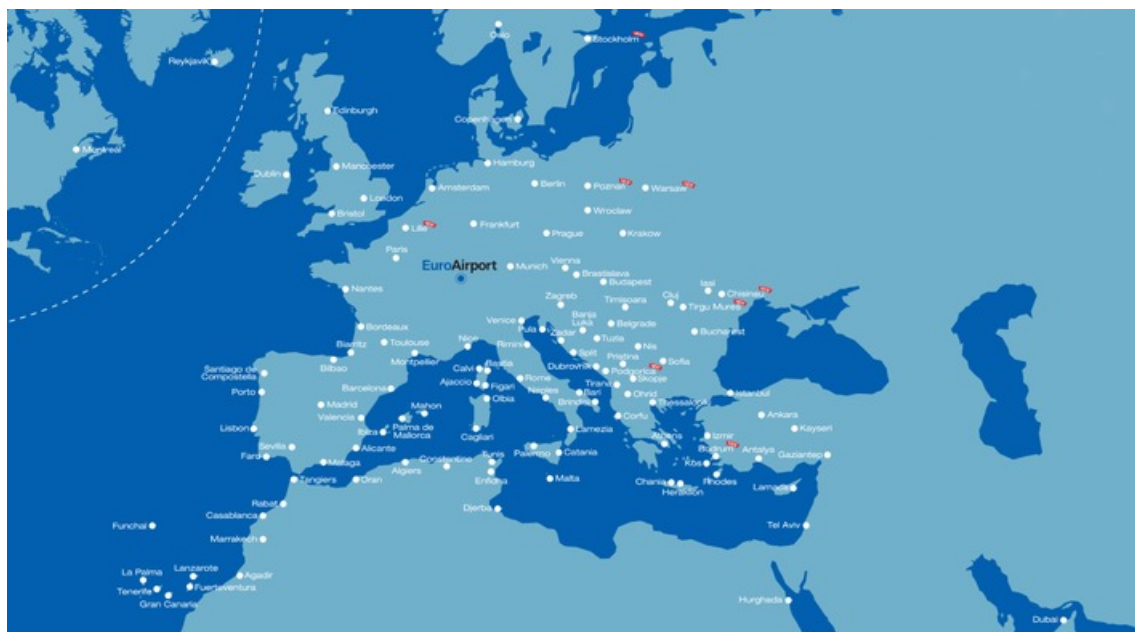 Oslo
Stockholm
Reykjavik
Edinburgh
Copenhagen
Montreal
Manchester
Dublin
Hamburg
London
Amsterdam
Berlin
Poznan
Warsaw
Bristol
Wroclaw
Lille
Frankfurt
Prague
Krakow
Paris
EuroAirport
Munich
Vienna
Brastislava
Budapest
Nantes
Zagreb
Timisoara
Cluj
Iasi
Chisinau
Tirgu Mures
Bordeaux
Venice
Pula
Banja
Luka
Belgrade
Bucharest
Biarritz
Toulouse
Nice
Rimini
Zadar
Tuzla
Nis
Bilbao
Montpellier
Split
Pristina
Sofia
Santiago de
Compostella
Calvi
Bastia
Dubrovnik
Podgorica
Skopje
Porto
Barcelona
Ajaccio
Figari
Rome
Tirana
Ohrid
Istanbul
Madrid
Mahon
Olbia
Naples
Bari
Brindisi
Thessaloniki
Valencia
Palma de
Mallorca
Corfu
Ankara
Lisbon
Ibiza
Cagliari
Lamezia
Athens
Izmir
Kayseri
Sevilla
Alicante
Constantine
Tunis
Palermo
Catania
Bodrum
Antalya
Gaziantep
Faro
Malaga
Algiers
Kos
Tangiers
Oran
Enfidha
Malta
Chania
Heraklion
Rhodes
Larnada
Rabat
Casablanca
Djerba
Funchal
Tel Aviv
Marrakech
La Palma
Lanzarote
Agadir
Tenerife
Fuerteventura
Gran Canaria
Hurghada
Dubai